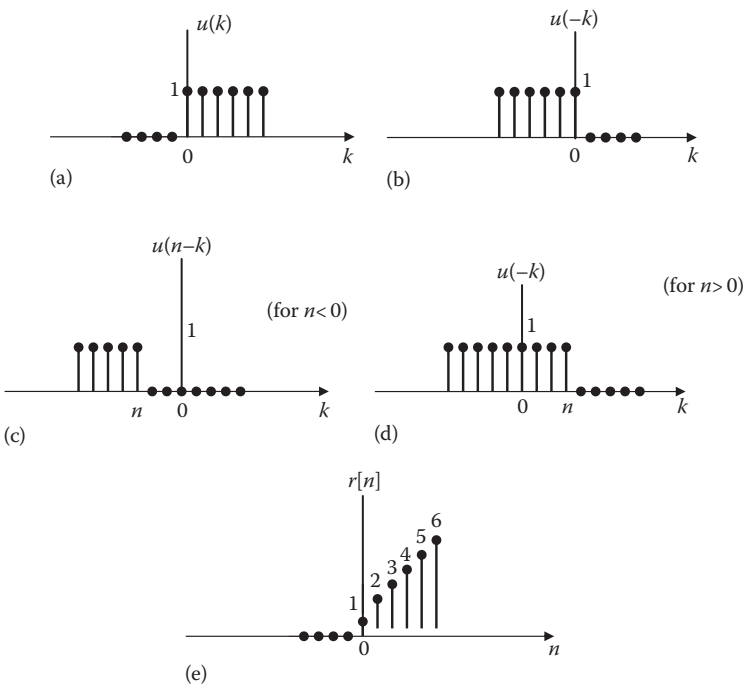 u(k)
1
0
k
(a)
u(–k)
1
0
k
(b)
u(n–k)
(for n< 0)
1
n 0
k
(c)
u(–k)
(for n> 0)
1
0 n
k
(d)
r[n]
1 2 3 4 5 6
0
n
(e)